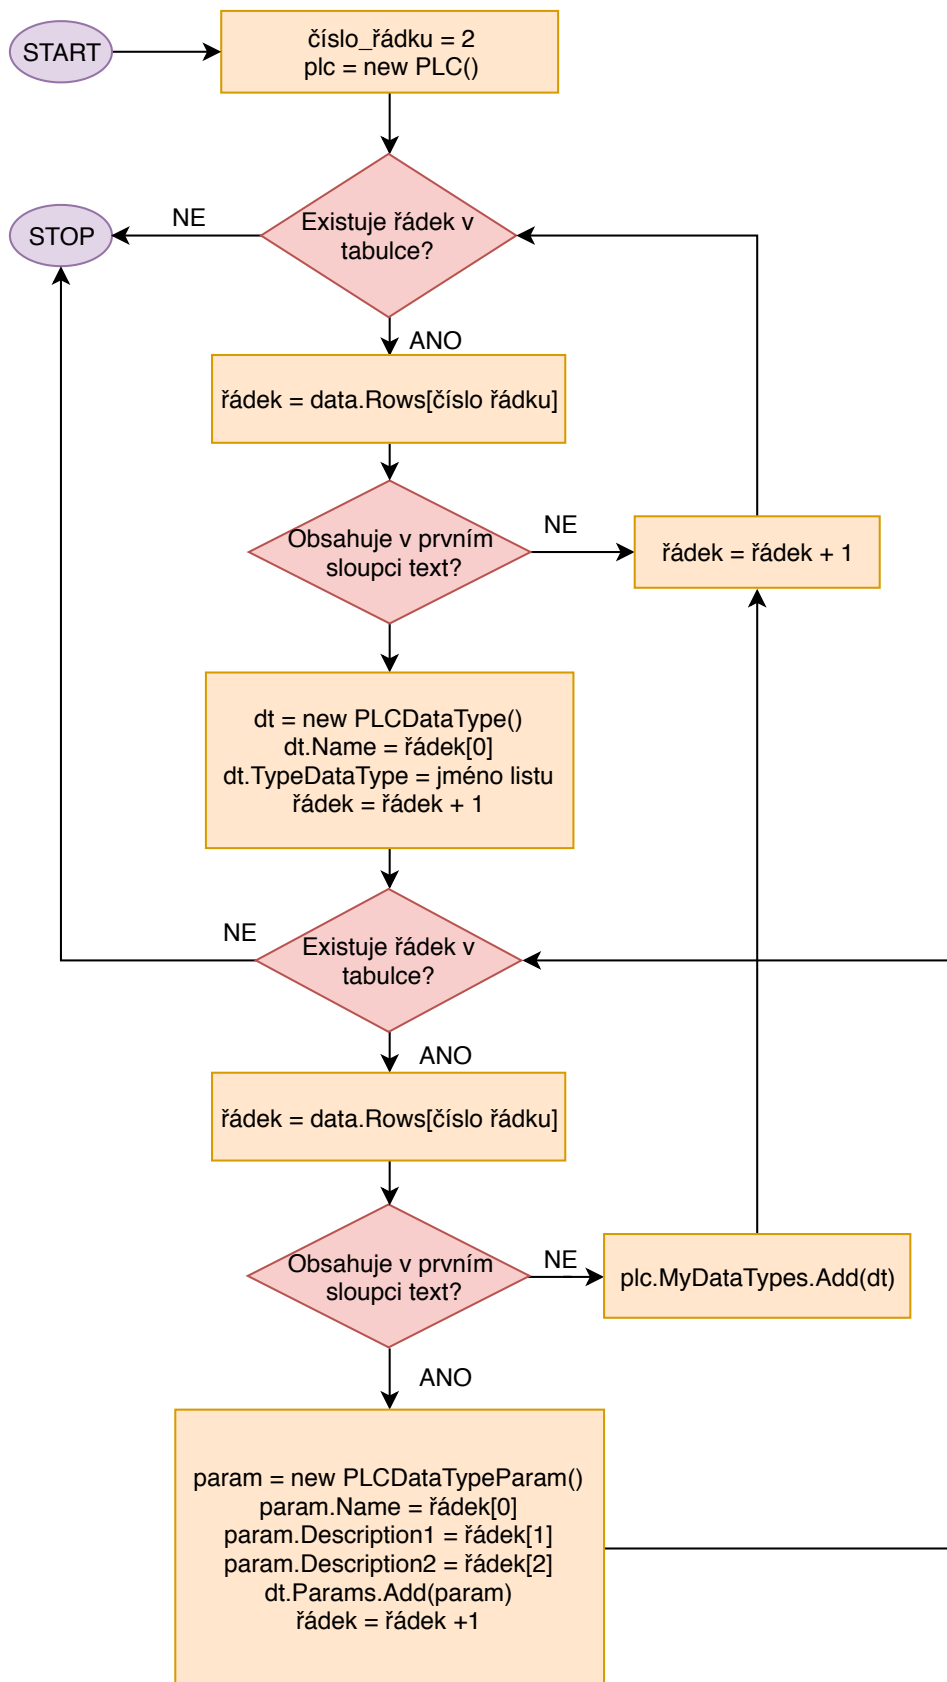 START
číslo_řádku = 2
plc = new PLC()
Existuje řádek v
tabulce?
NE
STOP
ANO
řádek = data.Rows[číslo řádku]
Obsahuje v prvním
sloupci text?
NE
řádek = řádek + 1
dt = new PLCDataType()
dt.Name = řádek[0]
dt.TypeDataType = jméno listu
řádek = řádek + 1
NE
Existuje řádek v
tabulce?
ANO
řádek = data.Rows[číslo řádku]
Obsahuje v prvním
sloupci text?
NE
plc.MyDataTypes.Add(dt)
ANO
param = new PLCDataTypeParam()
param.Name = řádek[0]
param.Description1 = řádek[1]
param.Description2 = řádek[2]
dt.Params.Add(param)
řádek = řádek +1